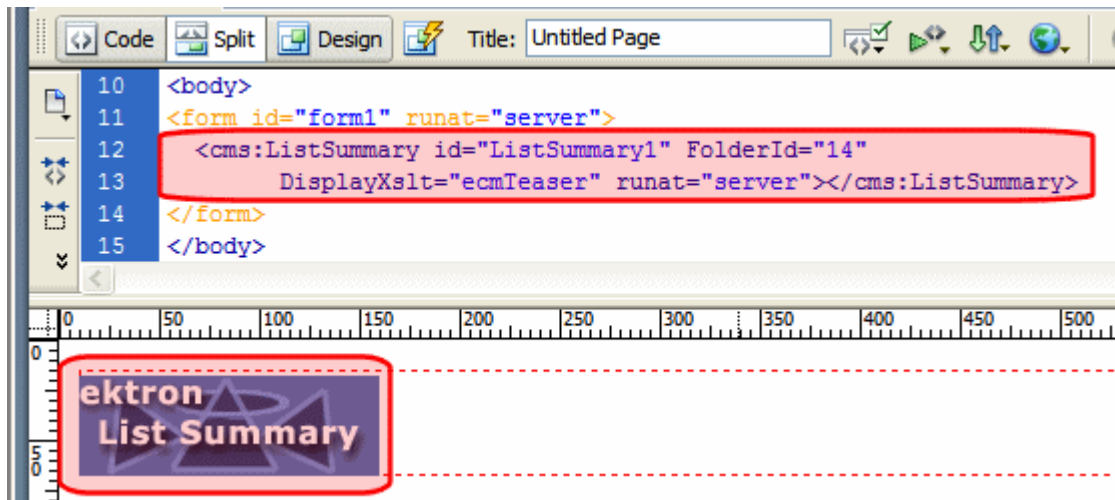 Code Split Design Title: Untitled Page
10 <body>
11 <form id="form1" runat="server">
12 <cms:ListSummary id="ListSummary1" FolderId="14"
13 DisplayXslt="ecmTeaser" runat="server"></cms:ListSummary>
14 </form>
15 </body>
0 50 100 150 200 250 300 350 400 450 500
0
ektron
List Summary
50